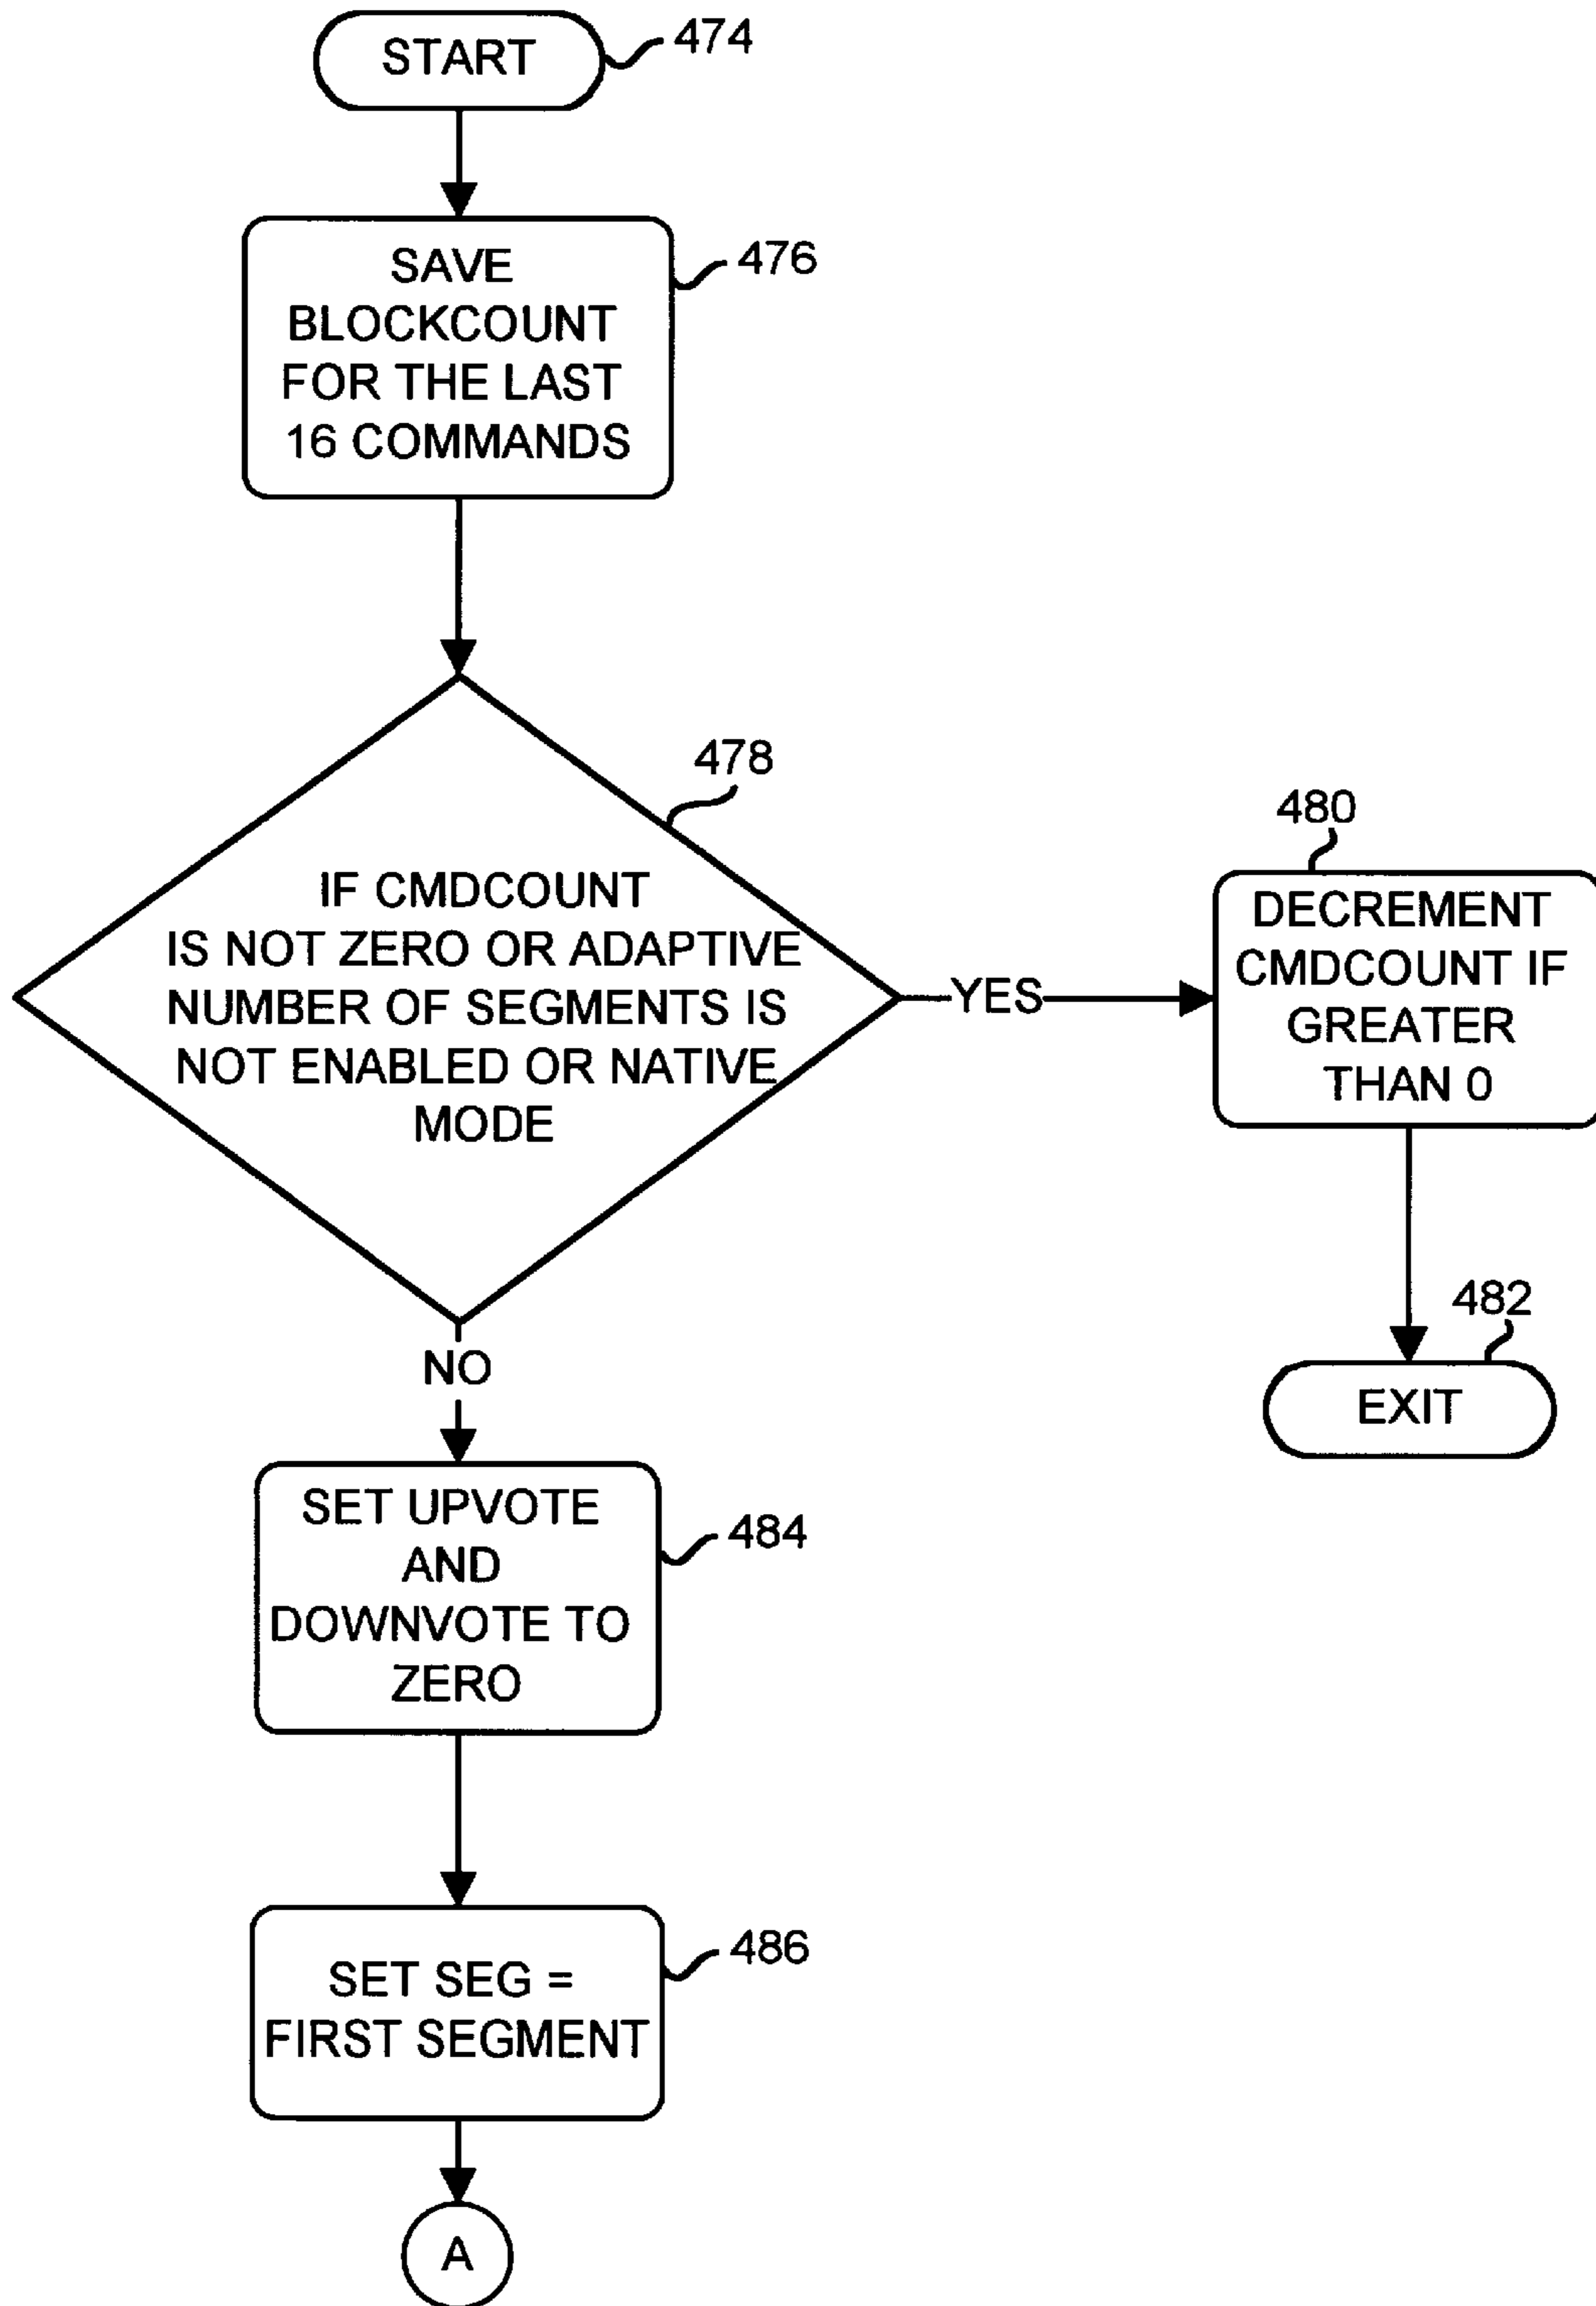 START
474
SAVE
BLOCKCOUNT
FOR THE LAST
16 COMMANDS
476
478
IF CMDCOUNT
IS NOT ZERO OR ADAPTIVE
NUMBER OF SEGMENTS IS
NOT ENABLED OR NATIVE
MODE
YES
480
DECREMENT
CMDCOUNT IF
GREATER
THAN 0
482
EXIT
NO
SET UPVOTE
AND
DOWNVOTE TO
ZERO
484
SET SEG =
FIRST SEGMENT
486
A